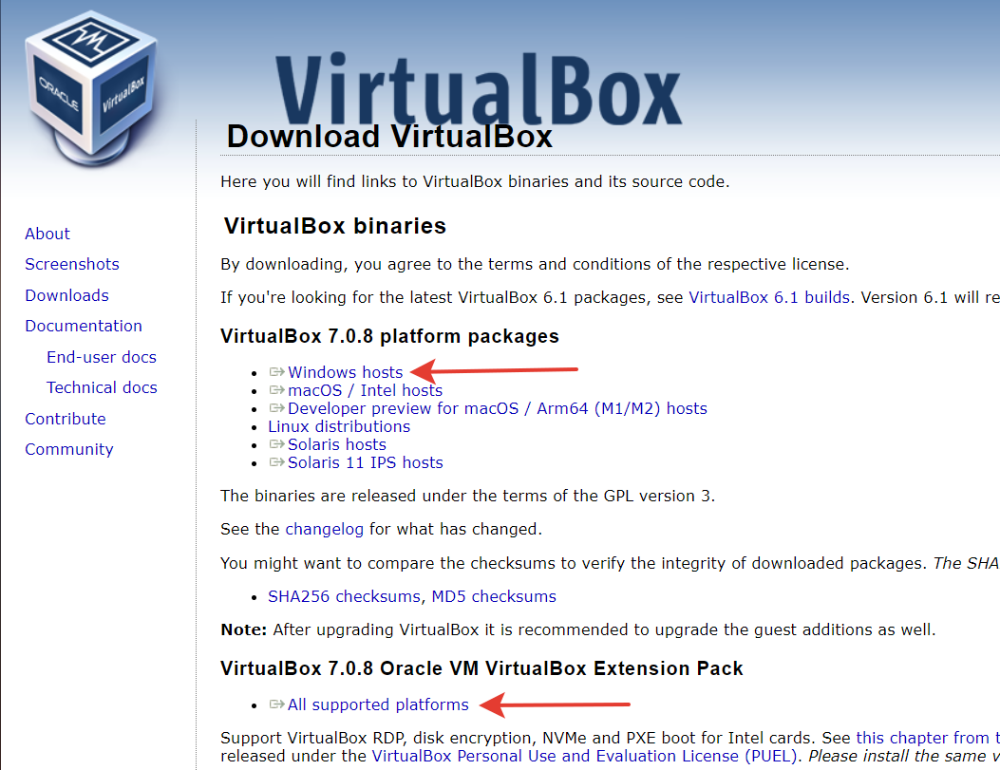 ORACLE
VirtualBox
VirtualBox
Download VirtualBox
Here you will find links to VirtualBox binaries and its source code.
About
Screenshots
Downloads
Documentation
End-user docs
Technical docs
Contribute
Community
VirtualBox binaries
By downloading, you agree to the terms and conditions of the respective license.
If you're looking for the latest VirtualBox 6.1 packages, see VirtualBox 6.1 builds. Version 6.1 will re
VirtualBox 7.0.8 platform packages
Windows hosts
macOS / Intel hosts
Developer preview for macOS / Arm64 (M1/M2) hosts
Linux distributions
Solaris hosts
Solaris 11 IPS hosts
The binaries are released under the terms of the GPL version 3.
See the changelog for what has changed.
You might want to compare the checksums to verify the integrity of downloaded packages. The SHA
SHA256 checksums, MD5 checksums
Note: After upgrading VirtualBox it is recommended to upgrade the guest additions as well.
VirtualBox 7.0.8 Oracle VM VirtualBox Extension Pack
All supported platforms
Support VirtualBox RDP, disk encryption, NVMe and PXE boot for Intel cards. See this chapter from t
released under the VirtualBox Personal Use and Evaluation License (PUEL). Please install the same v